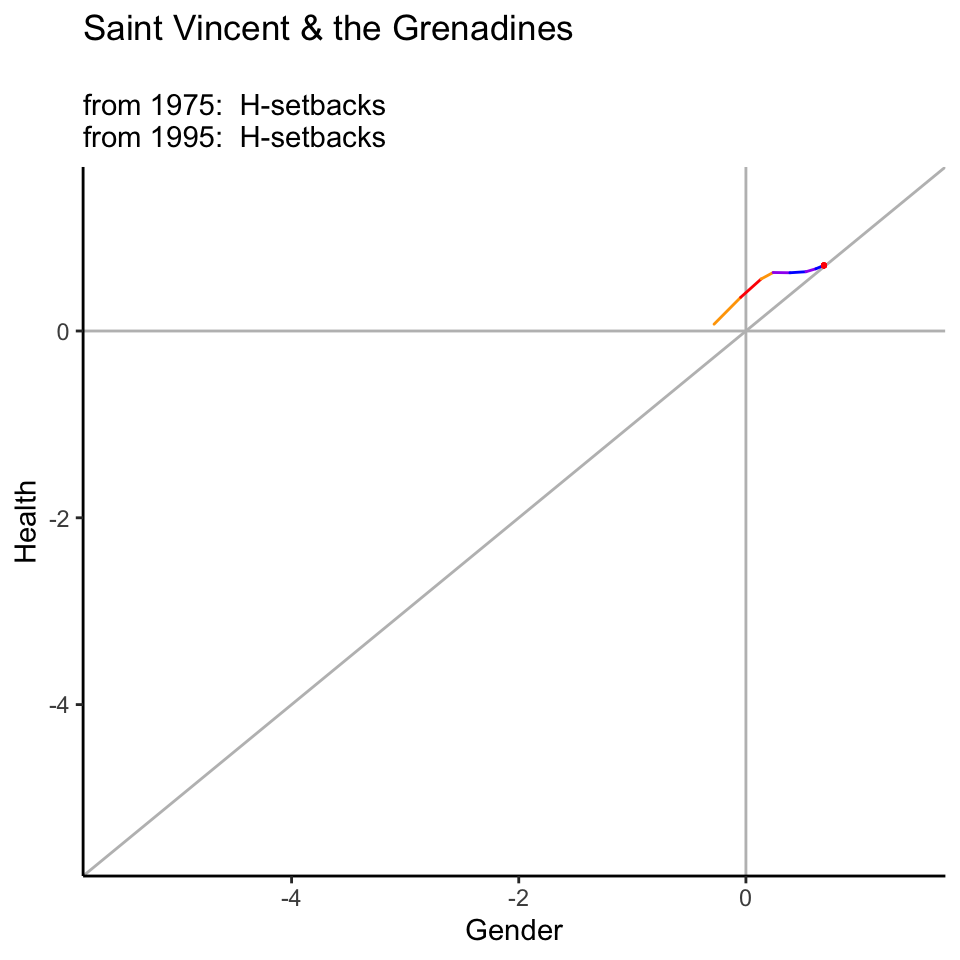 Saint Vincent & the Grenadines
from 1975:  H-setbacks
from 1995:  H-setbacks
0
-2
-4
Health
-4
-2
0
Gender